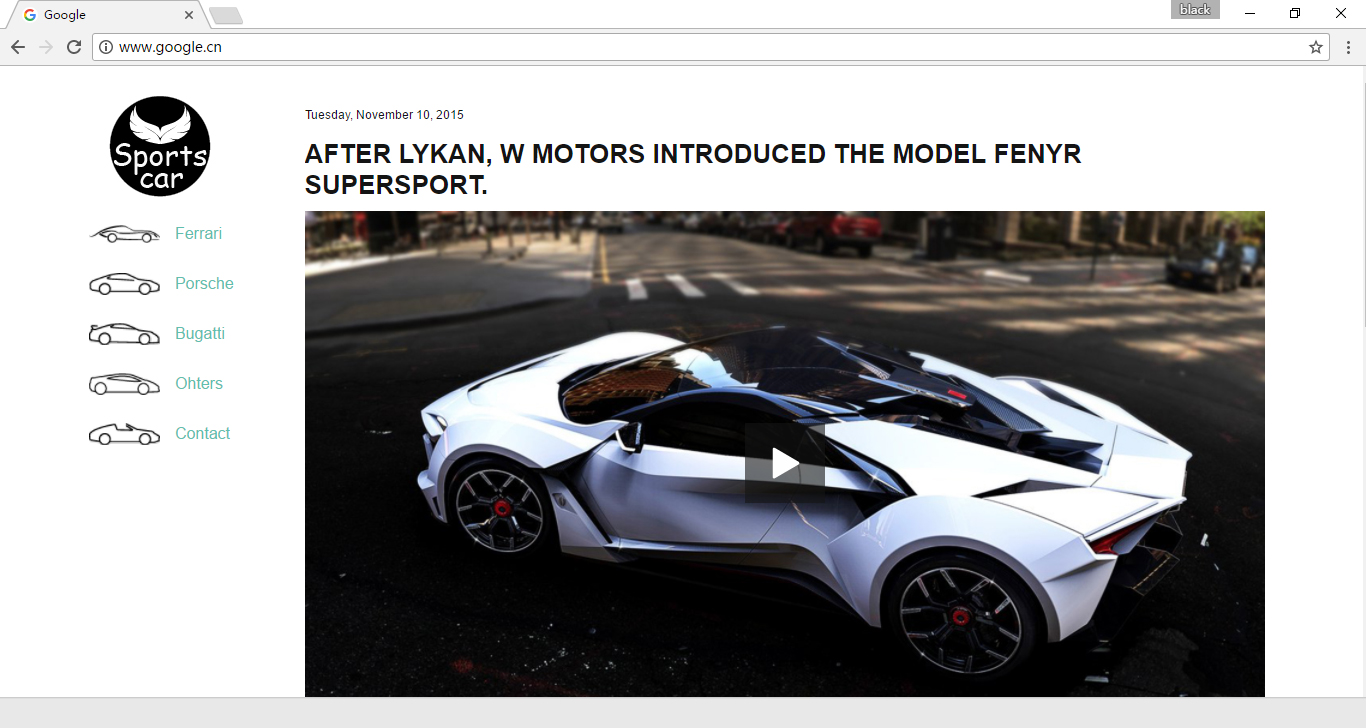 Google
black
www.google.cn
Sports
car
Tuesday, November 10, 2015
AFTER LYKAN, W MOTORS INTRODUCED THE MODEL FENYR
SUPERSPORT.
Ferrari
Porsche
Bugatti
Ohters
Contact